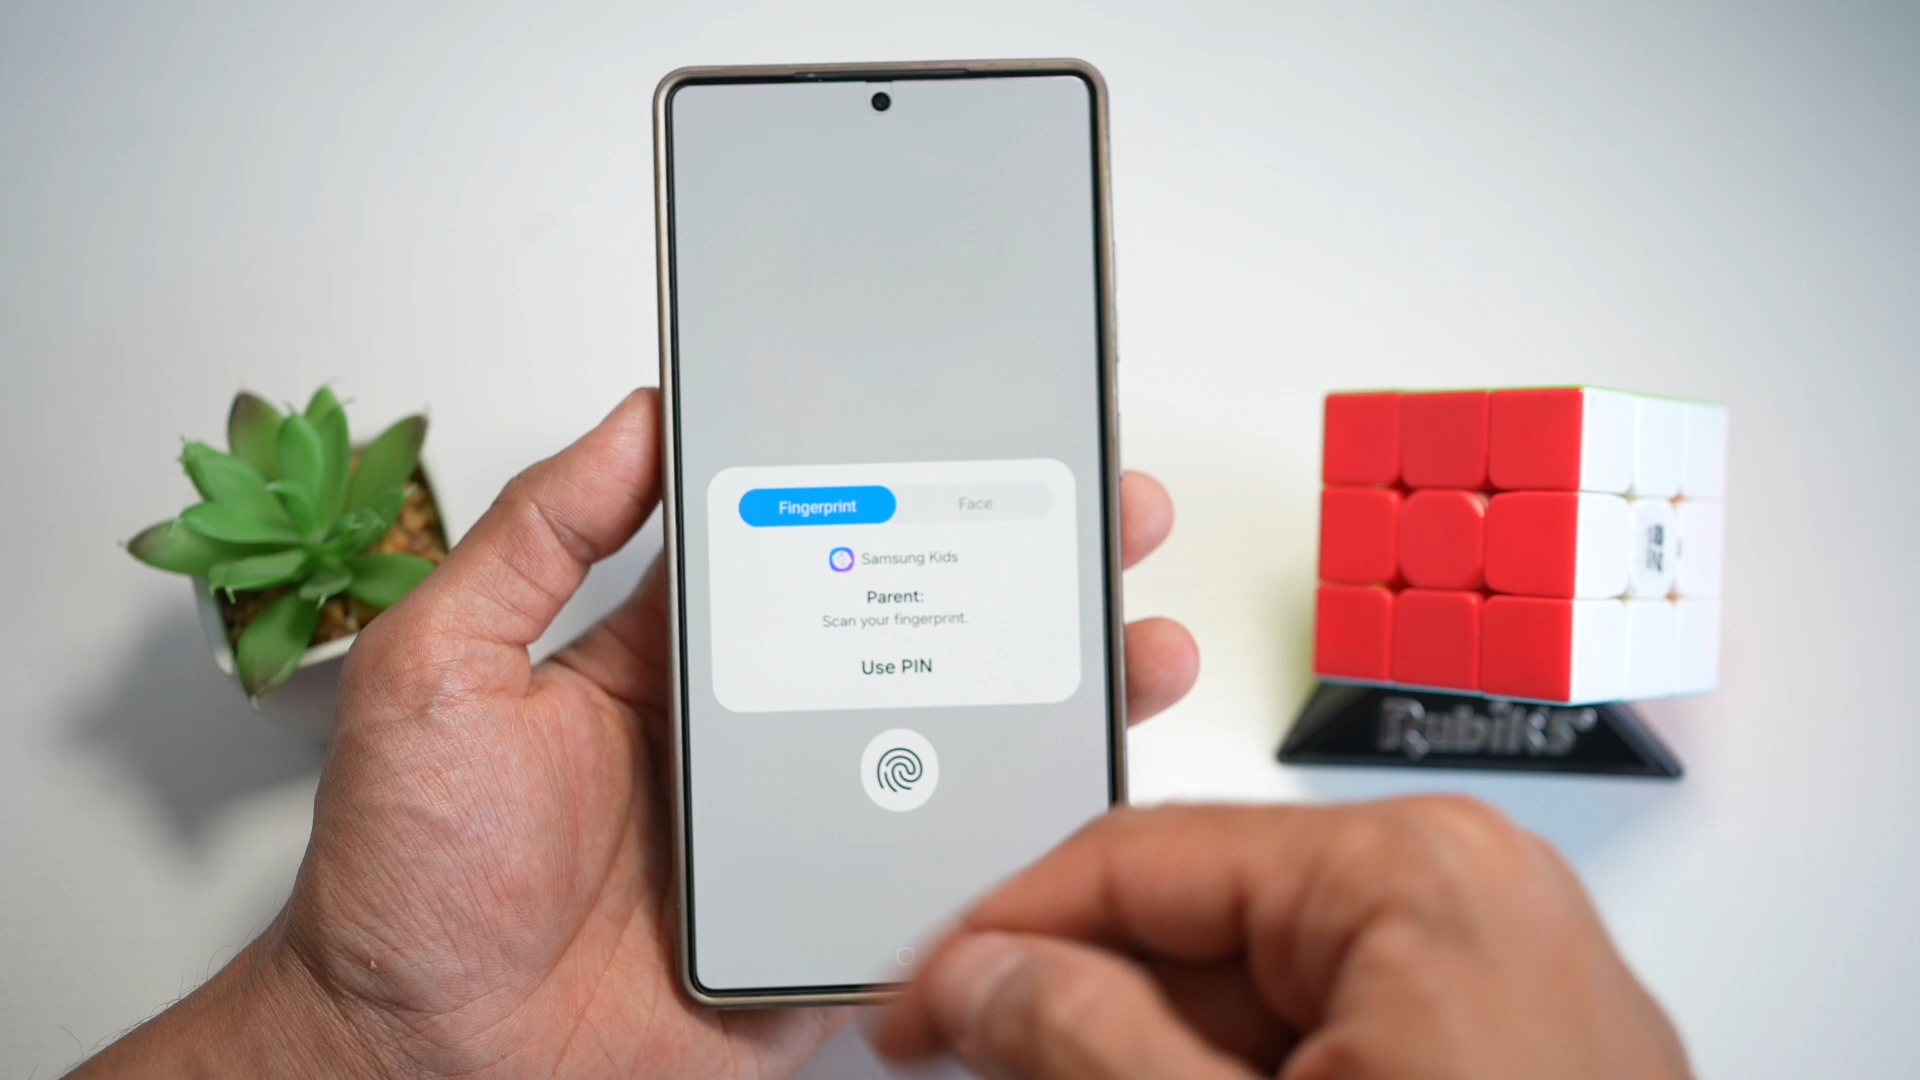 Fingerprint Face
Samsung Kids
Parent:
Scan your fingerprint.
Use PIN
Rubik's